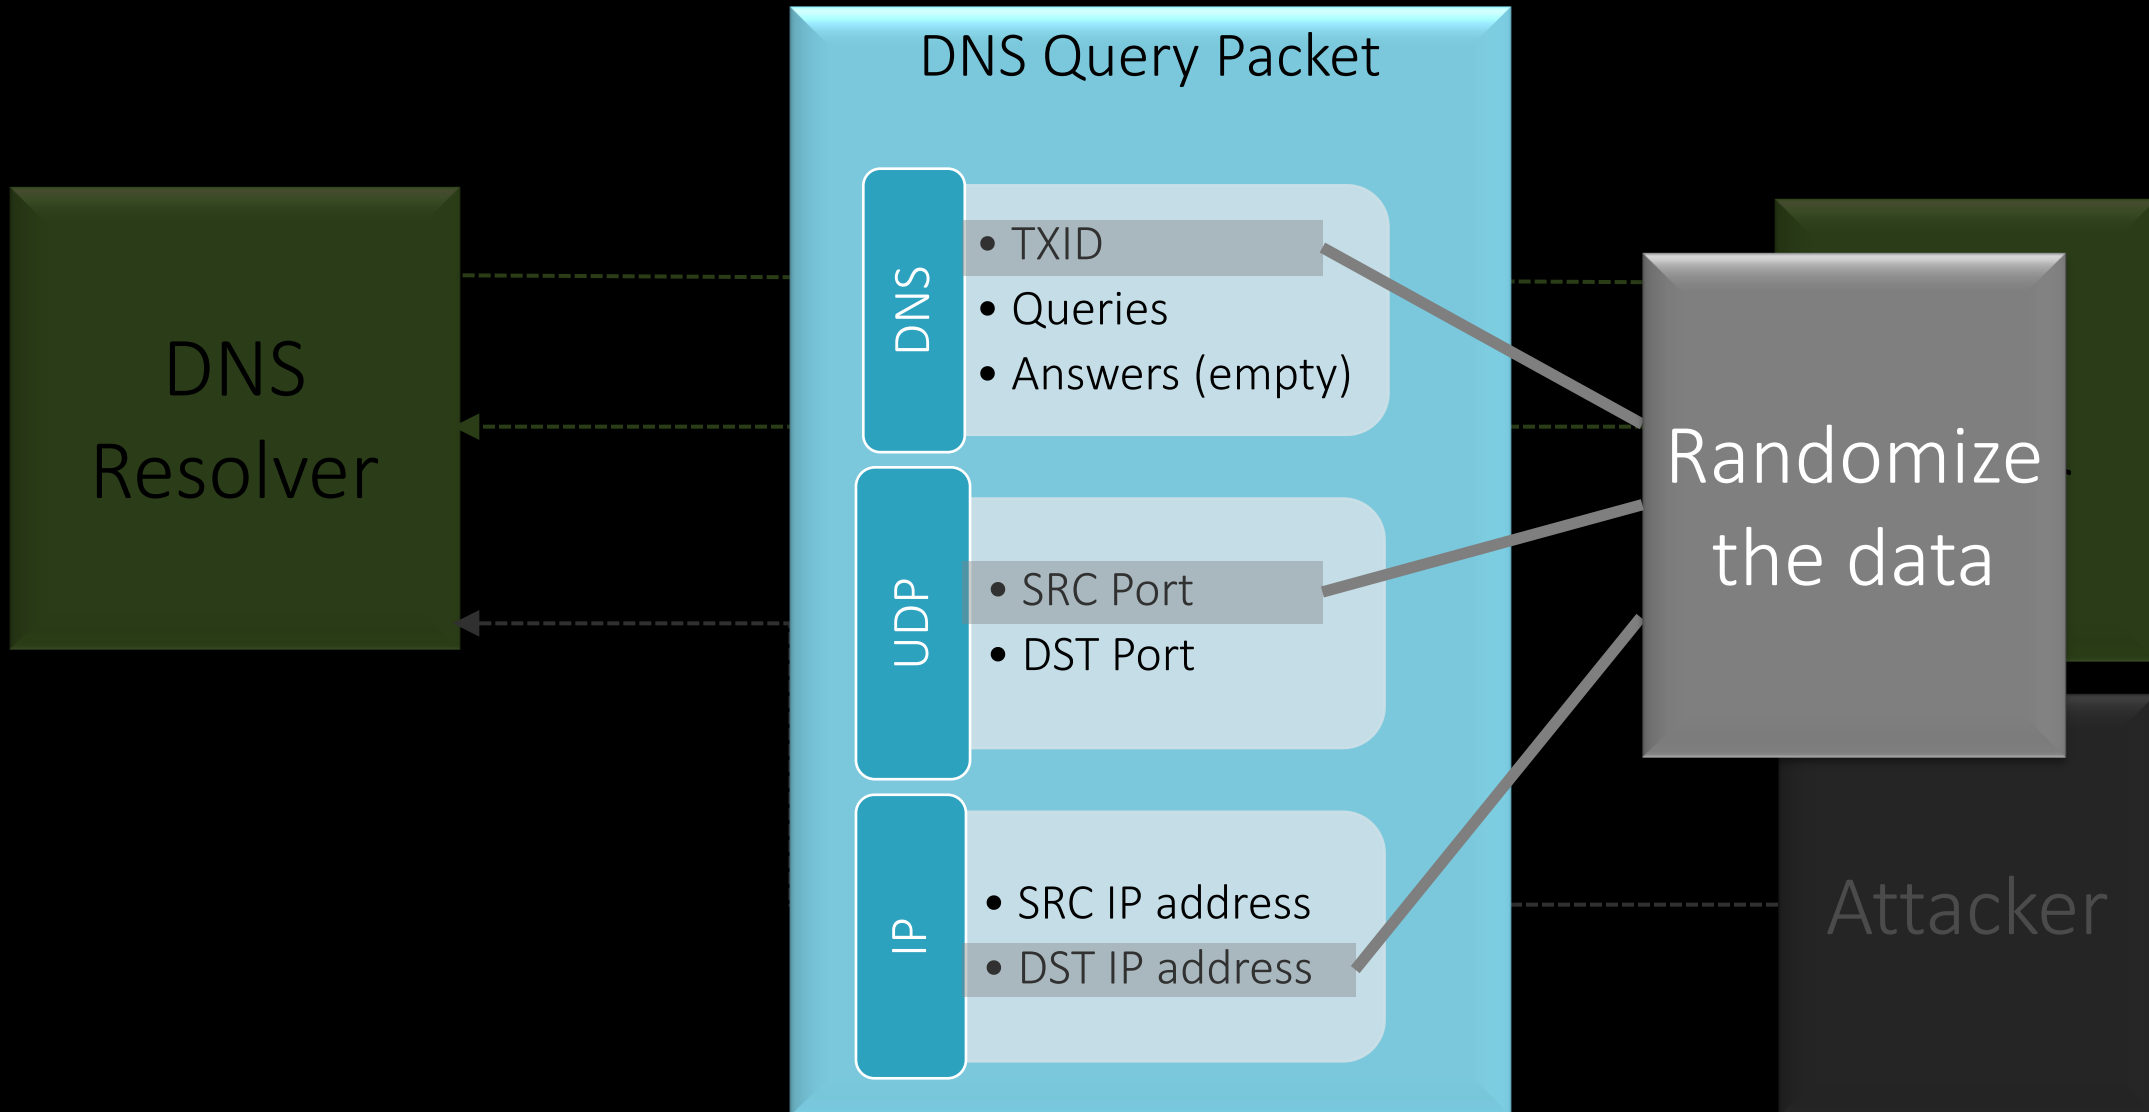 DNS Query Packet
DNS
Resolver
DNS
• TXID
• Queries
• Answers (empty)
UDP
• SRC Port
• DST Port
IP
• SRC IP address
• DST IP address
Randomize
the data
Attacker